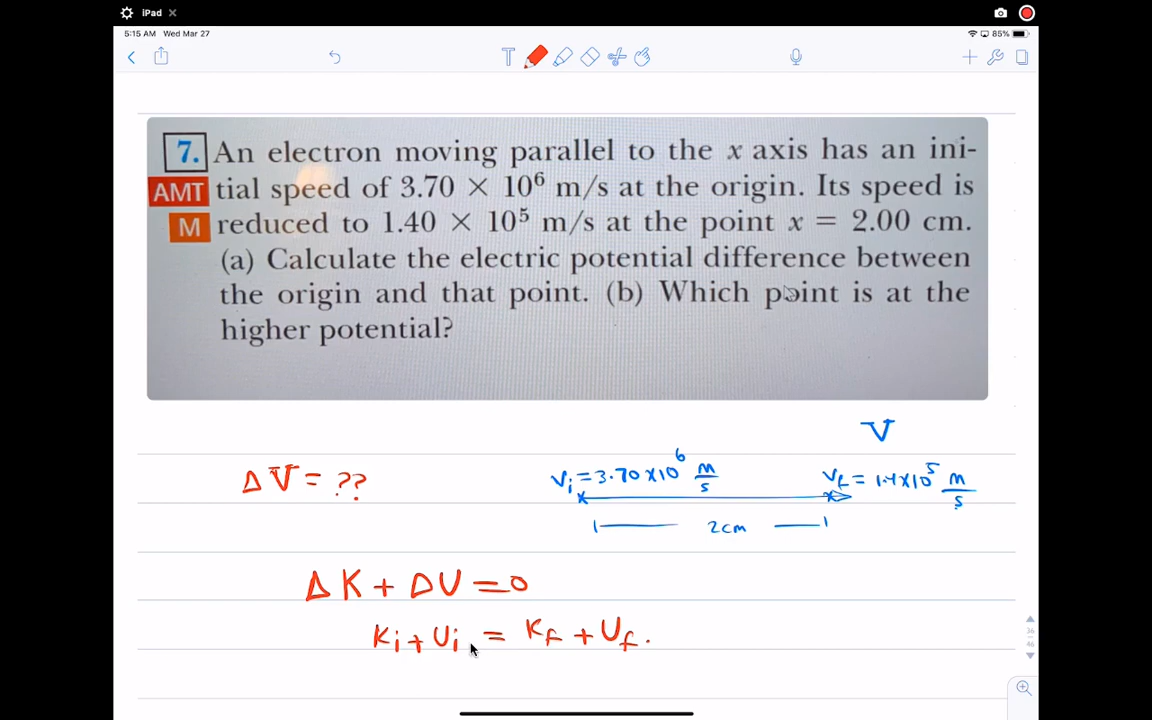 iPad
5:15 AM Wed Mar 27
85%
7. An electron moving parallel to the x axis has an ini-
AMT tial speed of 3.70 × 10⁶ m/s at the origin. Its speed is
M reduced to 1.40 × 10⁵ m/s at the point x = 2.00 cm.
(a) Calculate the electric potential difference between
the origin and that point. (b) Which point is at the
higher potential?
V
ΔV = ??
vi = 3.70×10⁶ m/s
vf = 1.4×10⁵ m/s
2cm
ΔK + ΔU = 0
Ki + Ui = Kf + Uf.
36
46